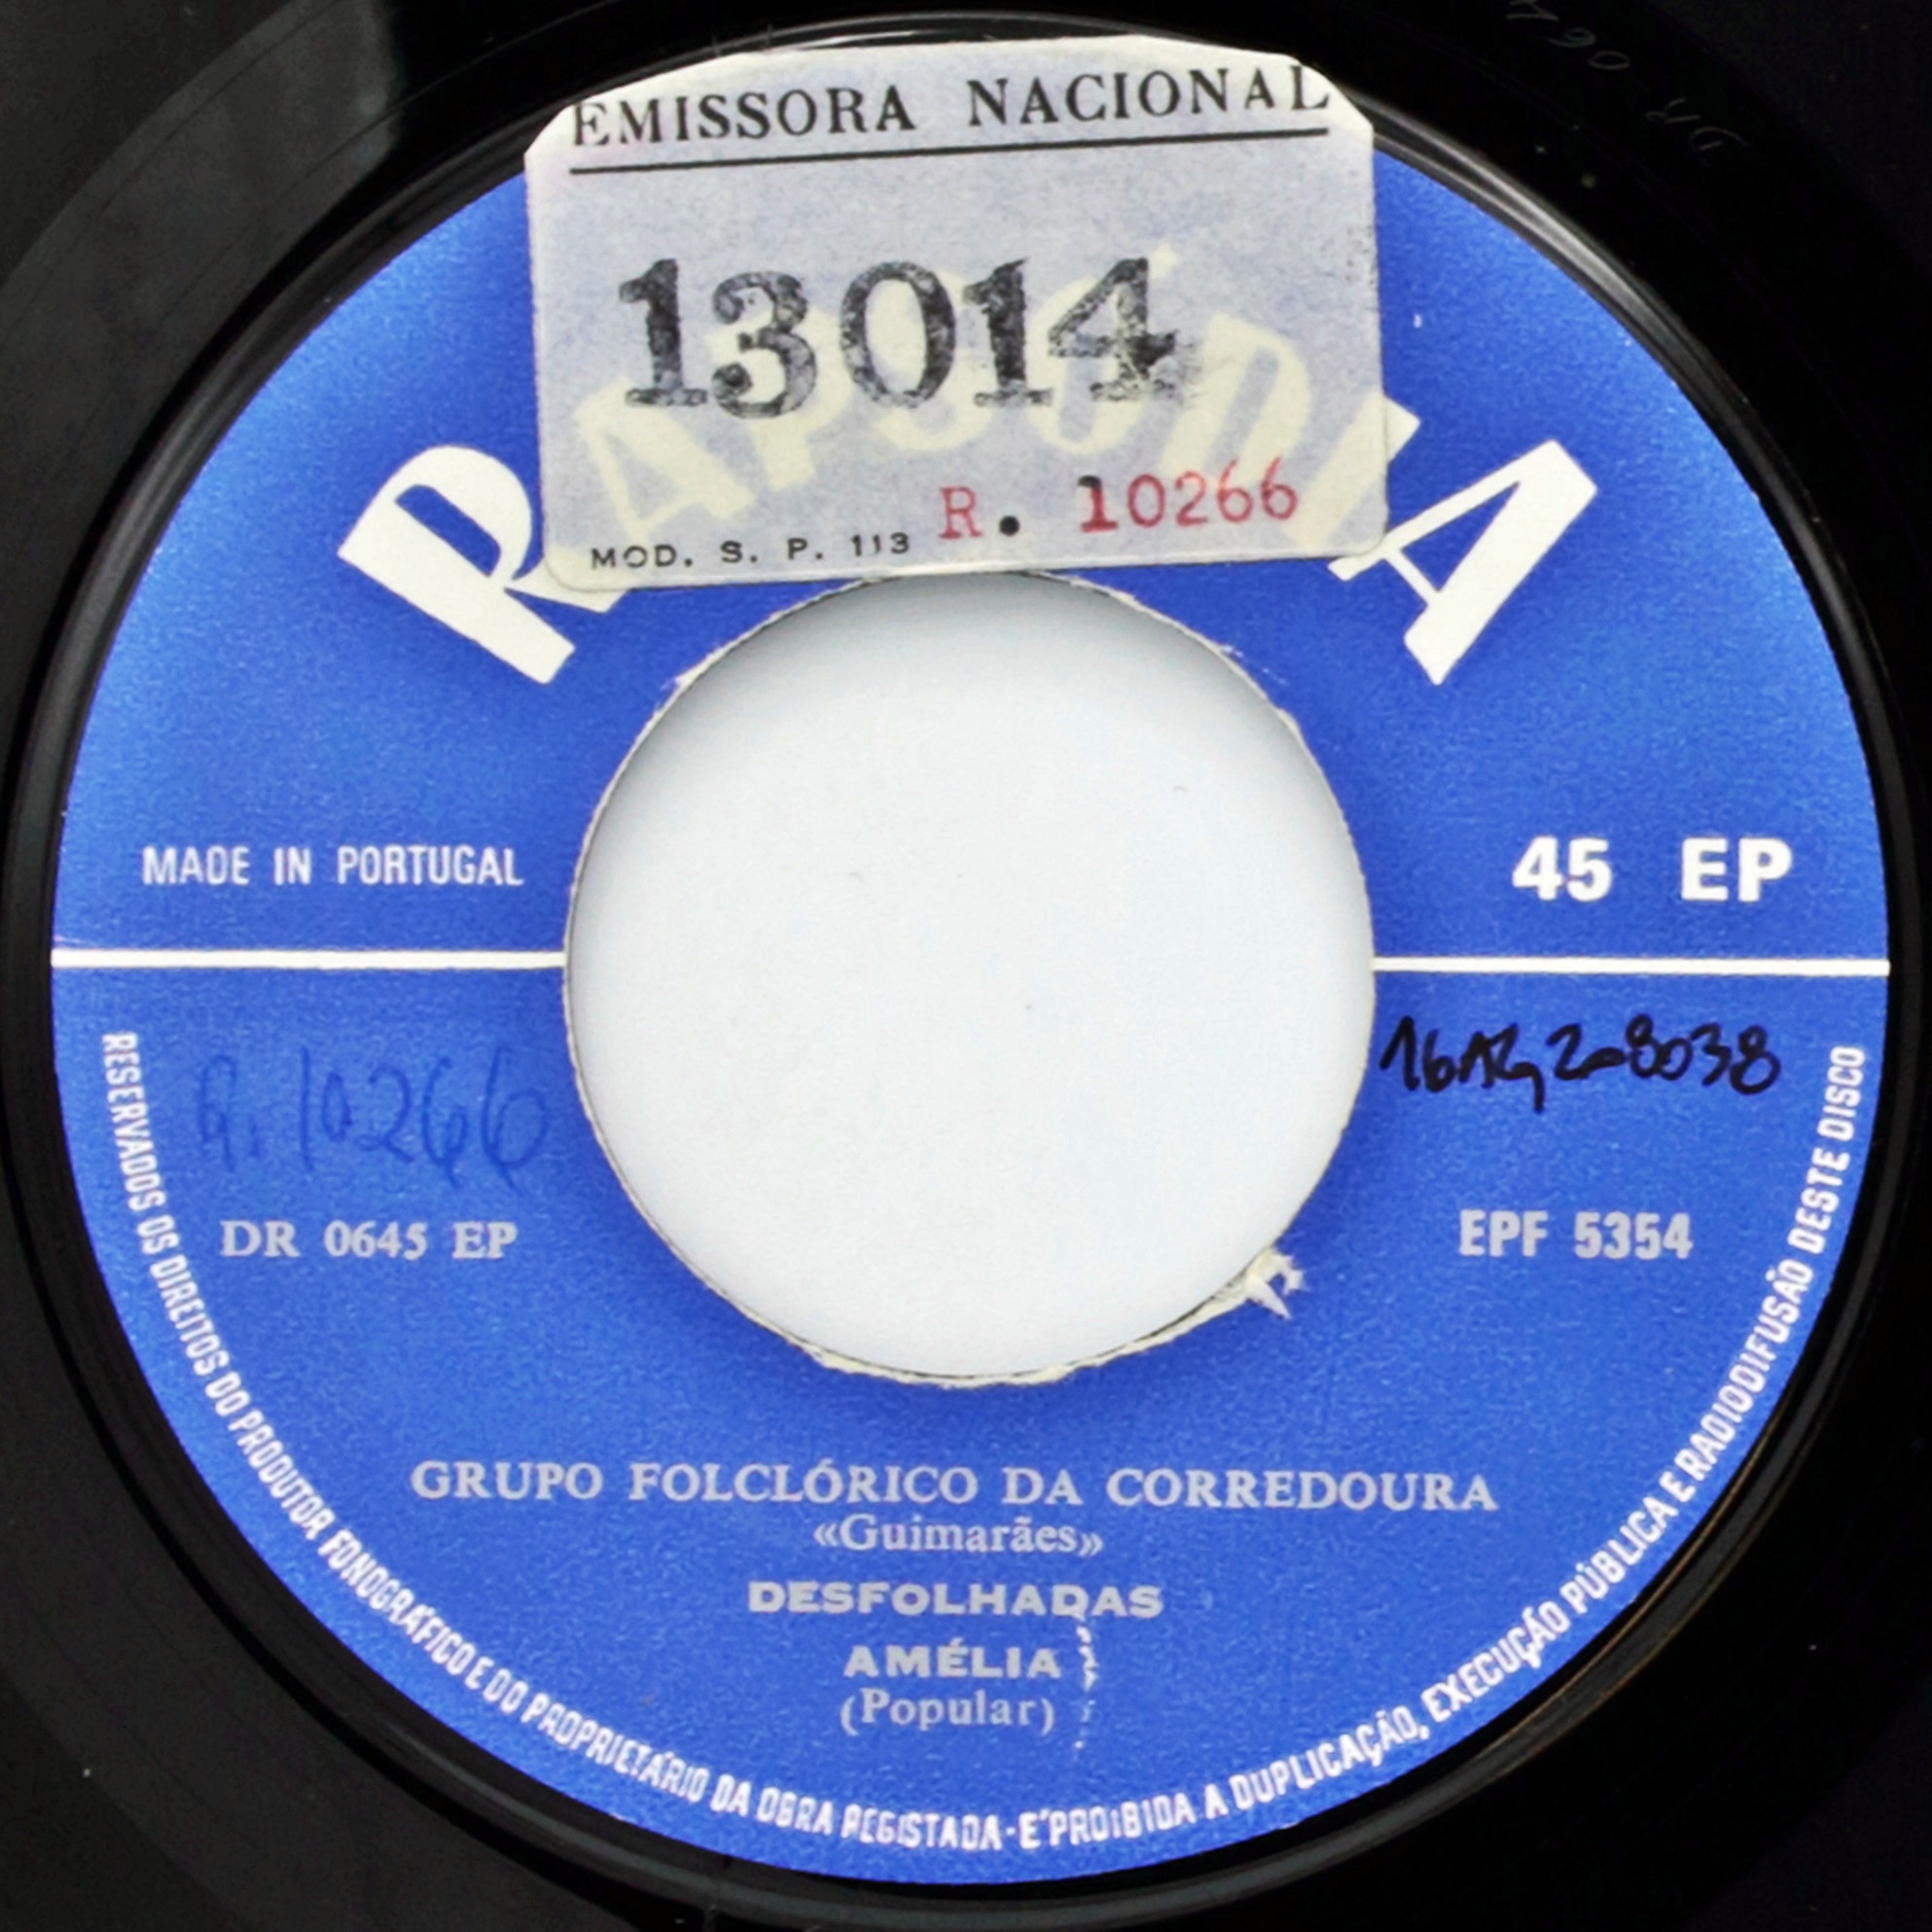 EMISSORA NACIONAL
13014
RAPSÓDIA
MOD. S. P. 113 R. 10266
MADE IN PORTUGAL
45 EP
R. 10266
DR 0645 EP
EPF 5354
GRUPO FOLCLÓRICO DA CORREDOURA
«Guimarães»
DESFOLHADAS
AMÉLIA
(Popular)
RESERVADOS OS DIREITOS DO PRODUTOR FONOGRÁFICO E DO PROPRIETÁRIO DA OBRA REGISTADA - E' PROIBIDA A DUPLICAÇÃO, EXECUÇÃO PÚBLICA E RADIODIFUSÃO DESTE DISCO